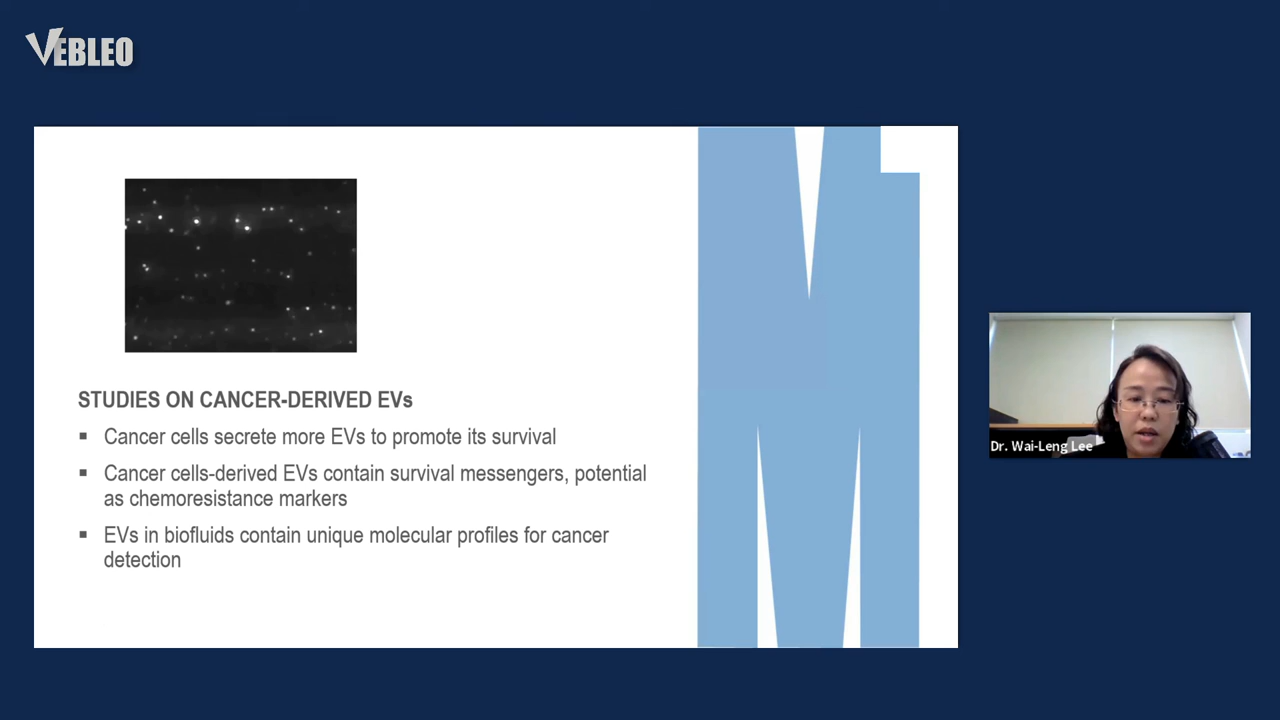 VEBLEO
STUDIES ON CANCER-DERIVED EVs
▪ Cancer cells secrete more EVs to promote its survival
▪ Cancer cells-derived EVs contain survival messengers, potential
as chemoresistance markers
▪ EVs in biofluids contain unique molecular profiles for cancer
detection
Dr. Wai-Leng Lee